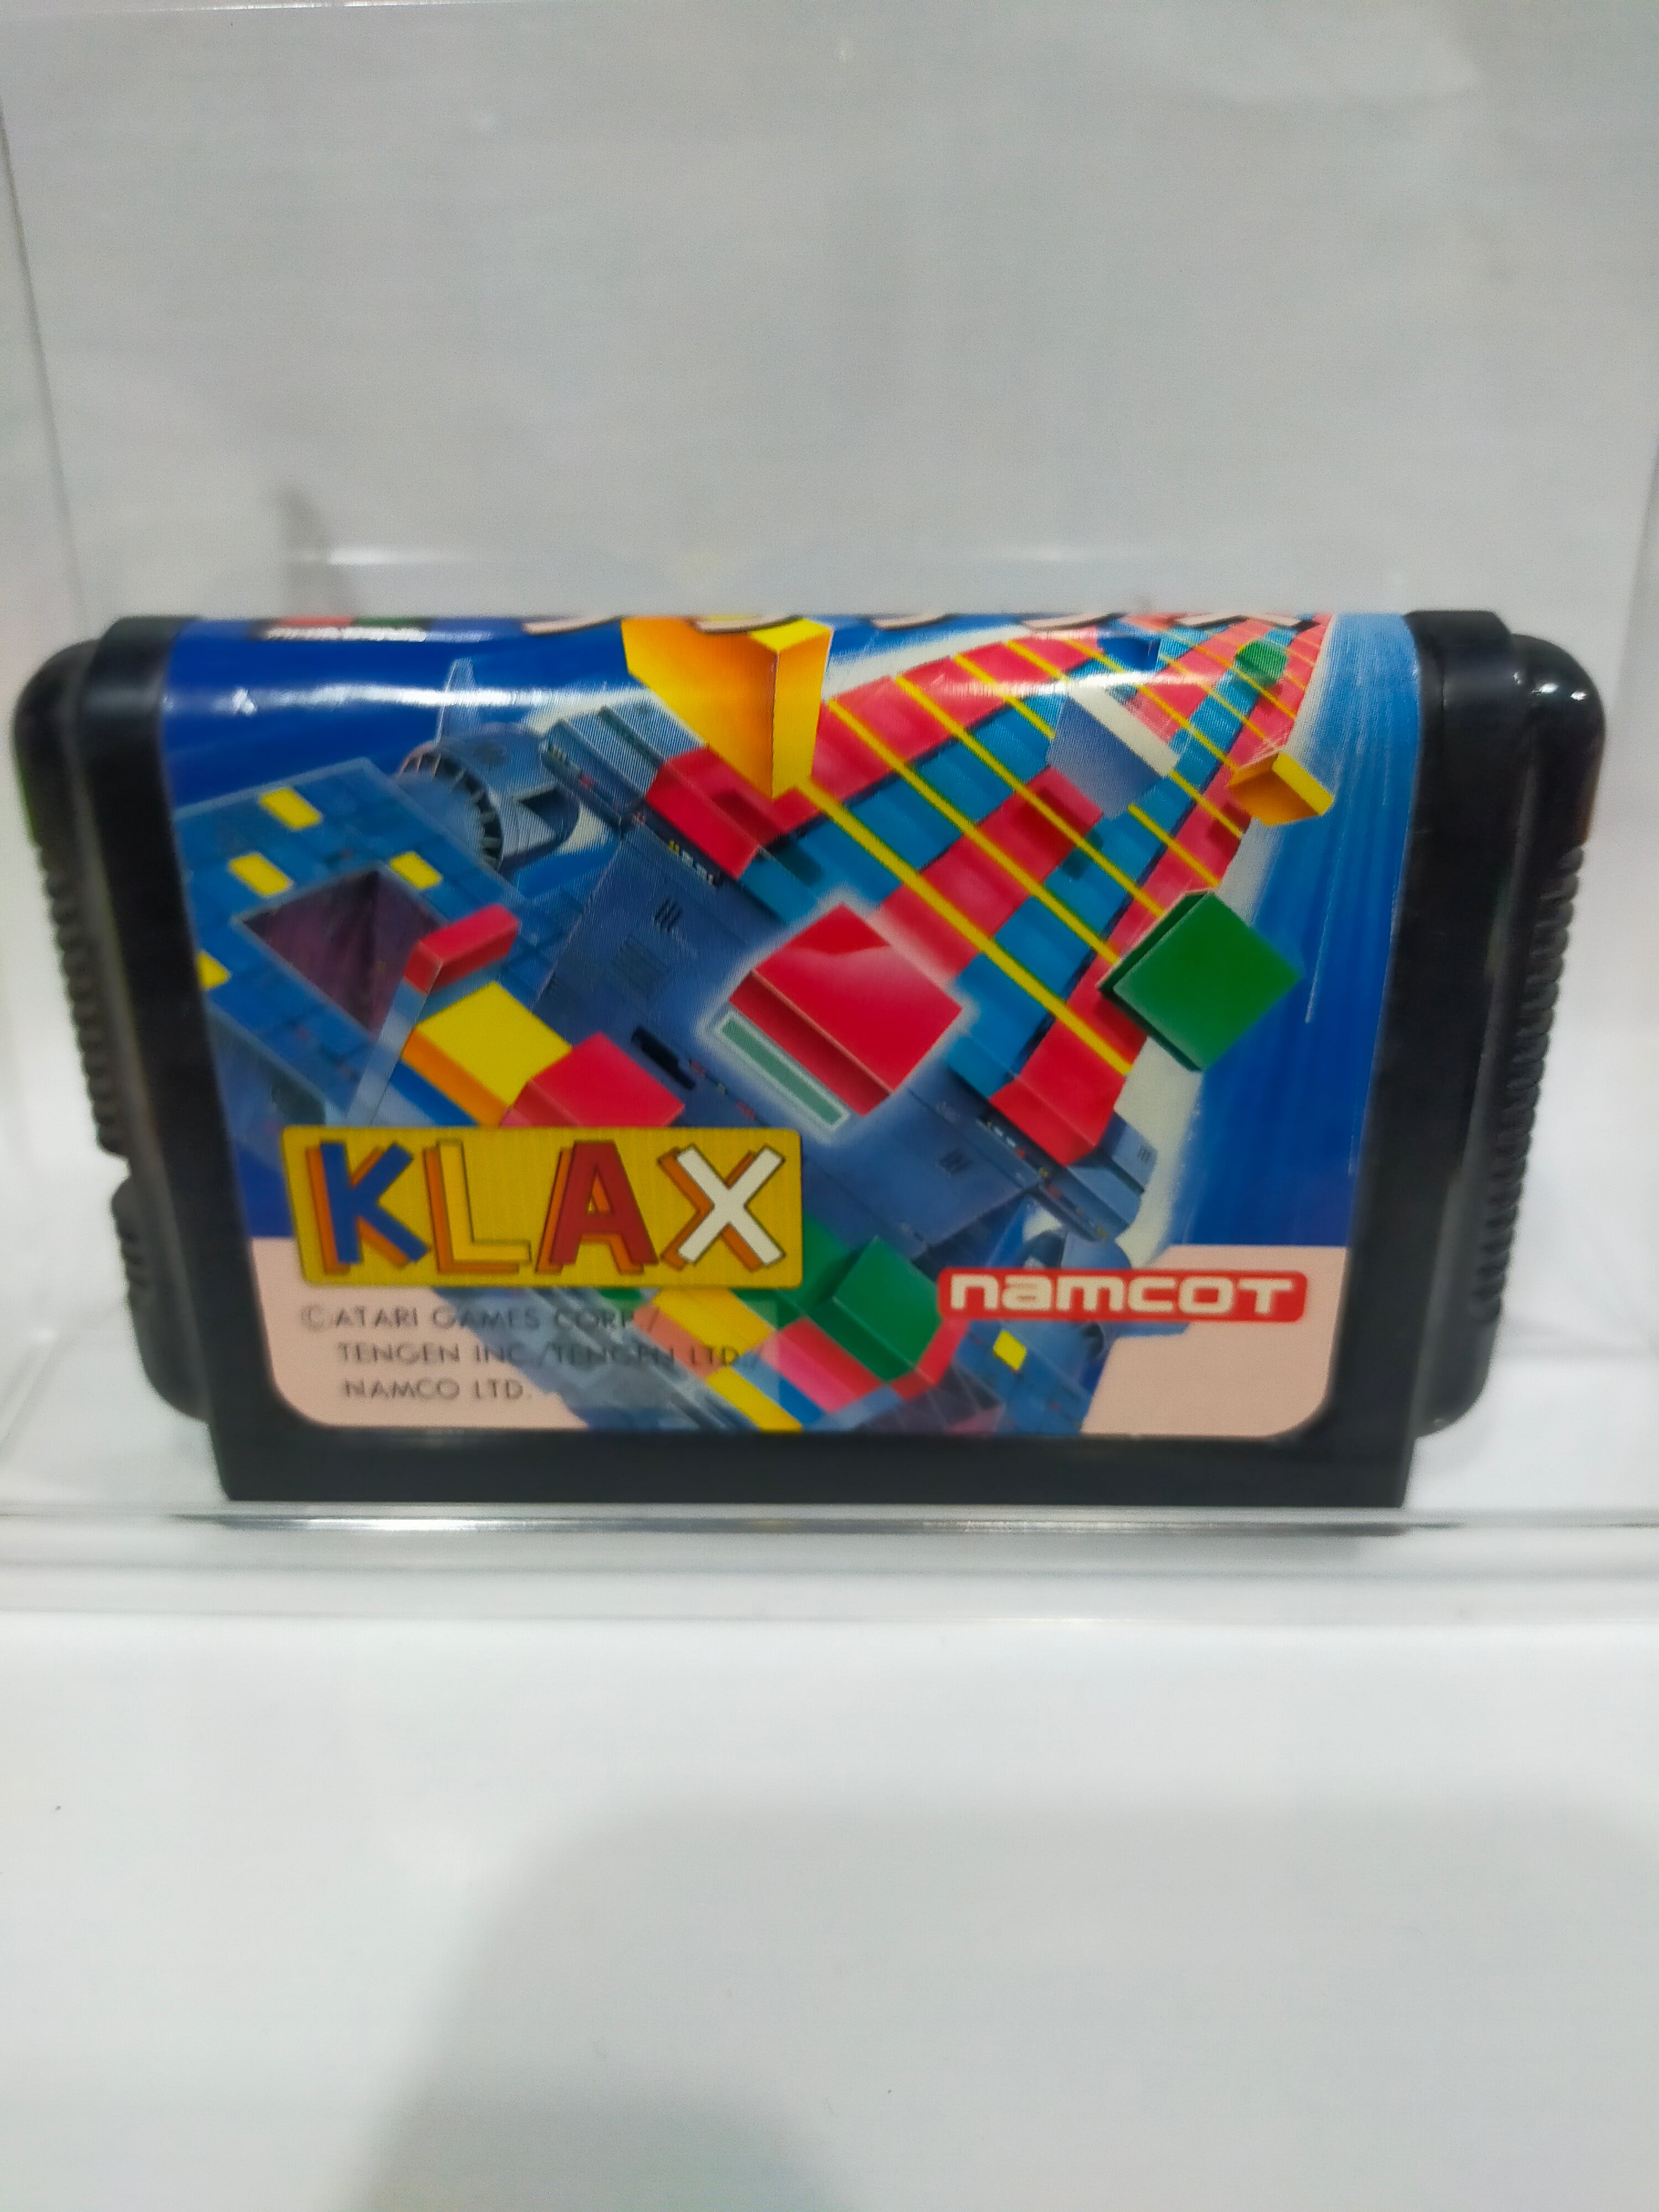 KLAX
©ATARI GAMES CORP./
TENGEN INC./TENGEN LTD./
NAMCO LTD.
namcot